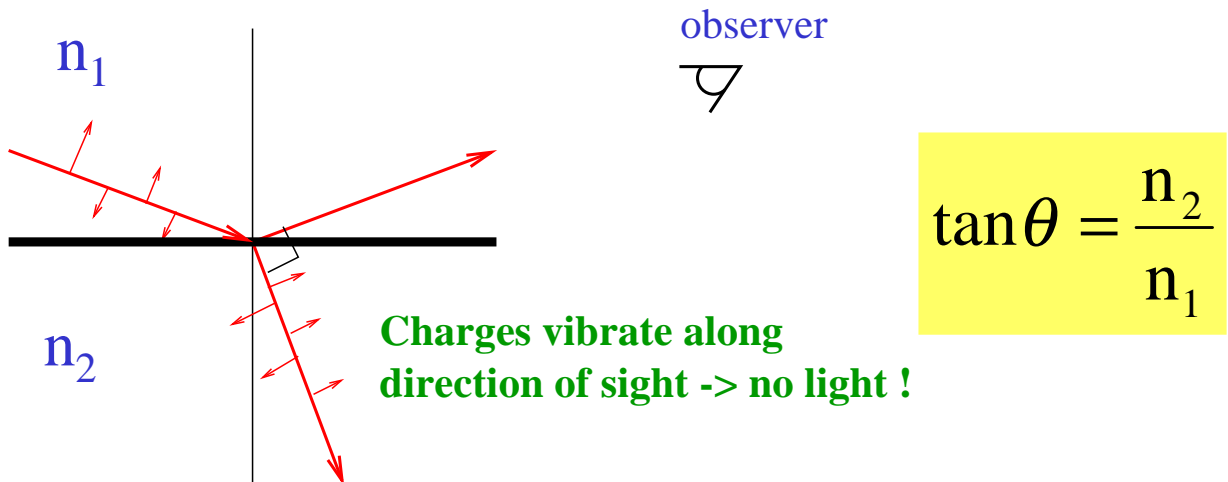 observer
n₁
tanθ = n₂/n₁
n₂
Charges vibrate along
direction of sight -> no light !